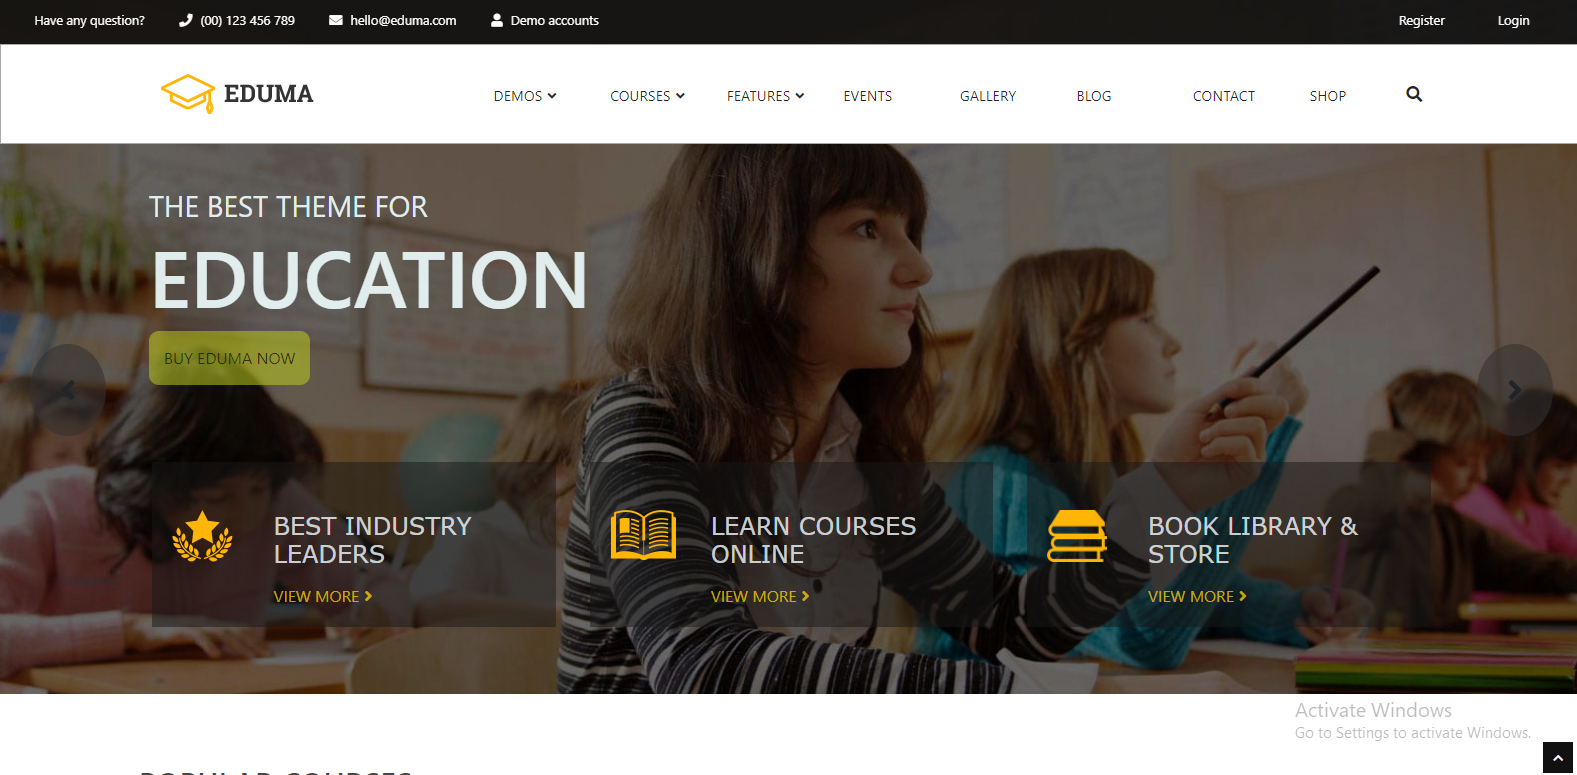 Have any question? (00) 123 456 789 hello@eduma.com Demo accounts Register Login
EDUMA DEMOS COURSES FEATURES EVENTS GALLERY BLOG CONTACT SHOP
THE BEST THEME FOR
EDUCATION
BUY EDUMA NOW
BEST INDUSTRY
LEADERS
VIEW MORE
LEARN COURSES
ONLINE
VIEW MORE
BOOK LIBRARY &
STORE
VIEW MORE
Activate Windows
Go to Settings to activate Windows.
POPULAR COURSES